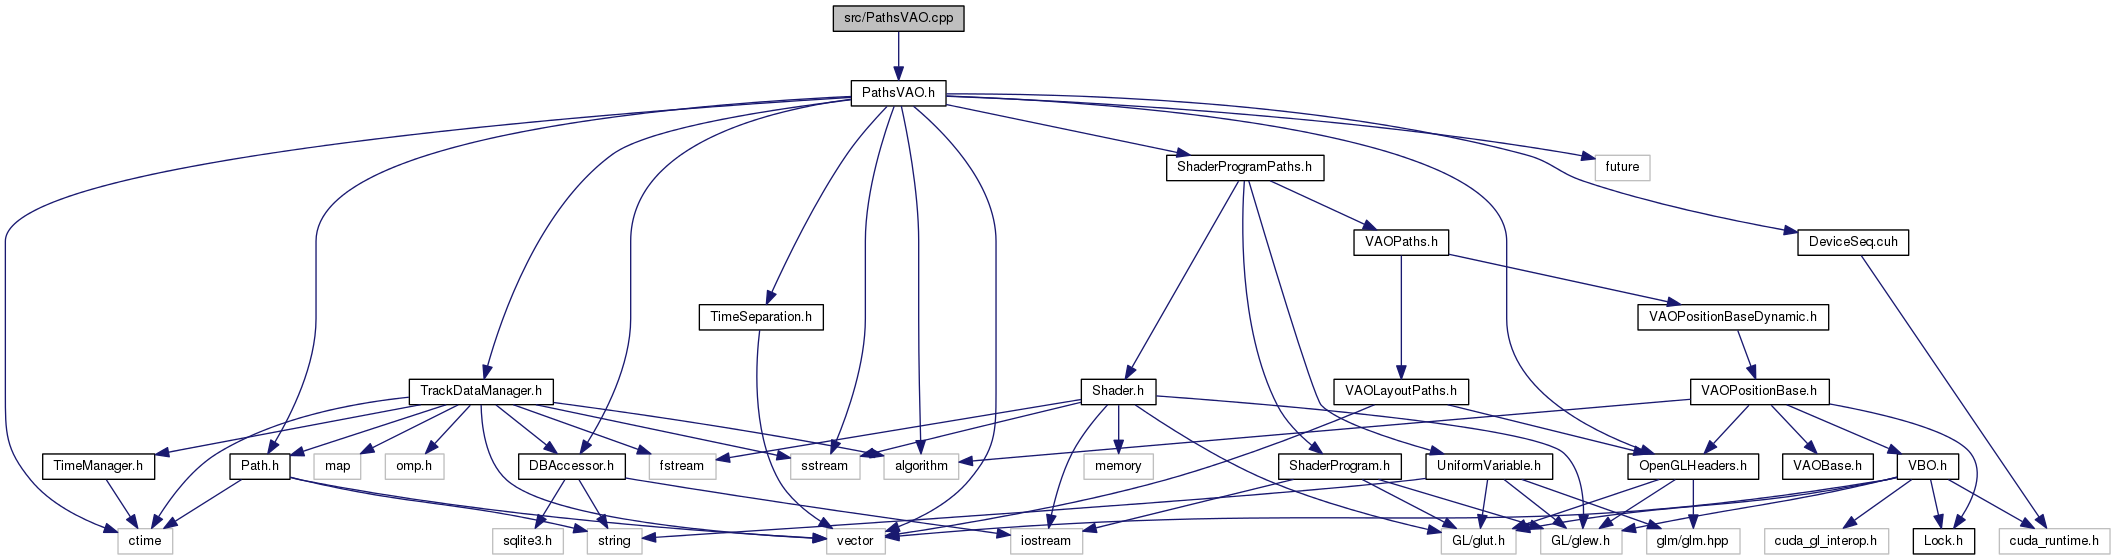 src/PathsVAO.cpp
PathsVAO.h
ShaderProgramPaths.h
future
VAOPaths.h
DeviceSeq.cuh
TimeSeparation.h
VAOPositionBaseDynamic.h
TrackDataManager.h
Shader.h
VAOLayoutPaths.h
VAOPositionBase.h
TimeManager.h
Path.h
map
omp.h
DBAccessor.h
fstream
sstream
algorithm
memory
ShaderProgram.h
UniformVariable.h
OpenGLHeaders.h
VAOBase.h
VBO.h
ctime
sqlite3.h
string
vector
iostream
GL/glut.h
GL/glew.h
glm/glm.hpp
cuda_gl_interop.h
Lock.h
cuda_runtime.h